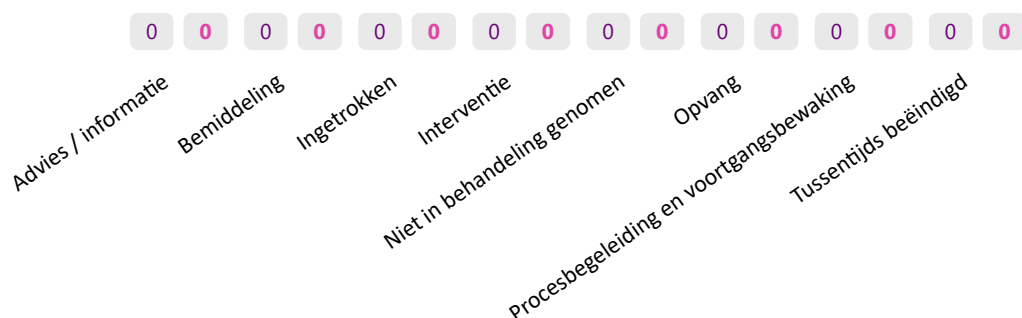 0 0 0 0 0 0 0 0 0 0 0 0 0 0 0 0
Advies / informatie
Bemiddeling
Ingetrokken
Interventie
Niet in behandeling genomen
Opvang
Procesbegeleiding en voortgangsbewaking
Tussentijds beëindigd